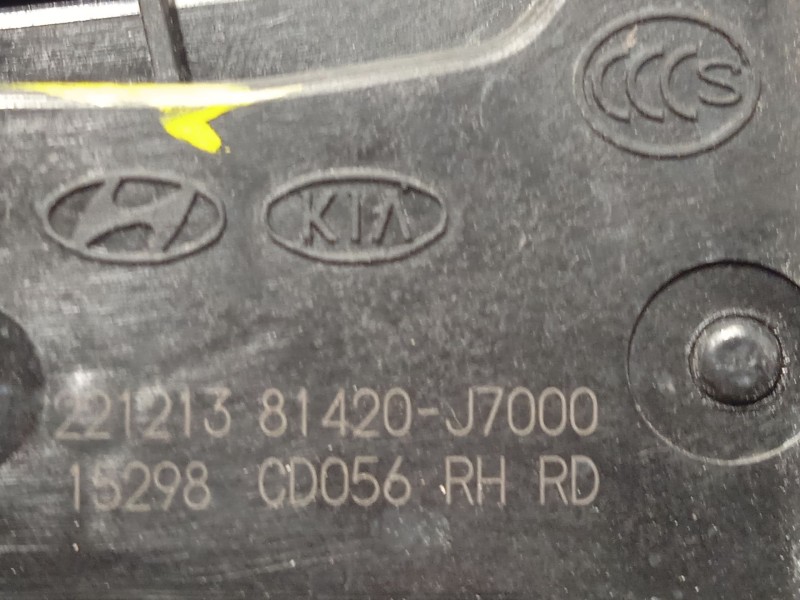 CCCS
KIA
221213 81420-J7000
15298 CD056 RH RD